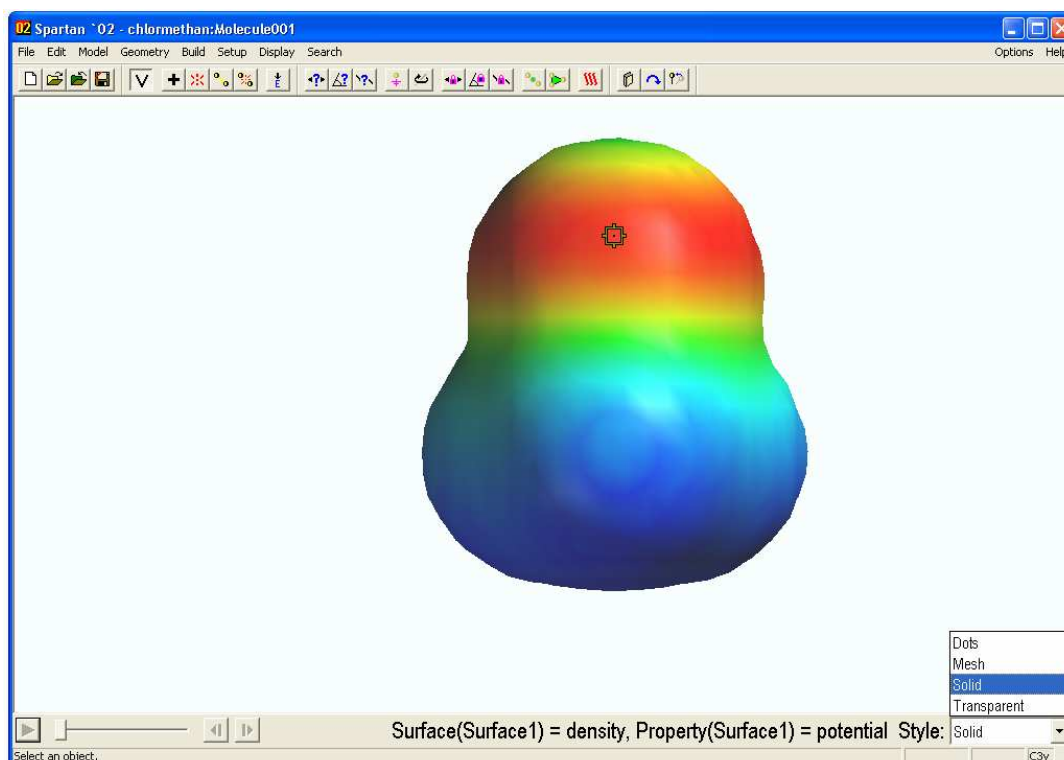 02 Spartan `02 - chlormethan:Molecule001
File Edit Model Geometry Build Setup Display Search Options Help
Dots
Mesh
Solid
Transparent
Surface(Surface1) = density, Property(Surface1) = potential Style: Solid
Select an object.
C3v